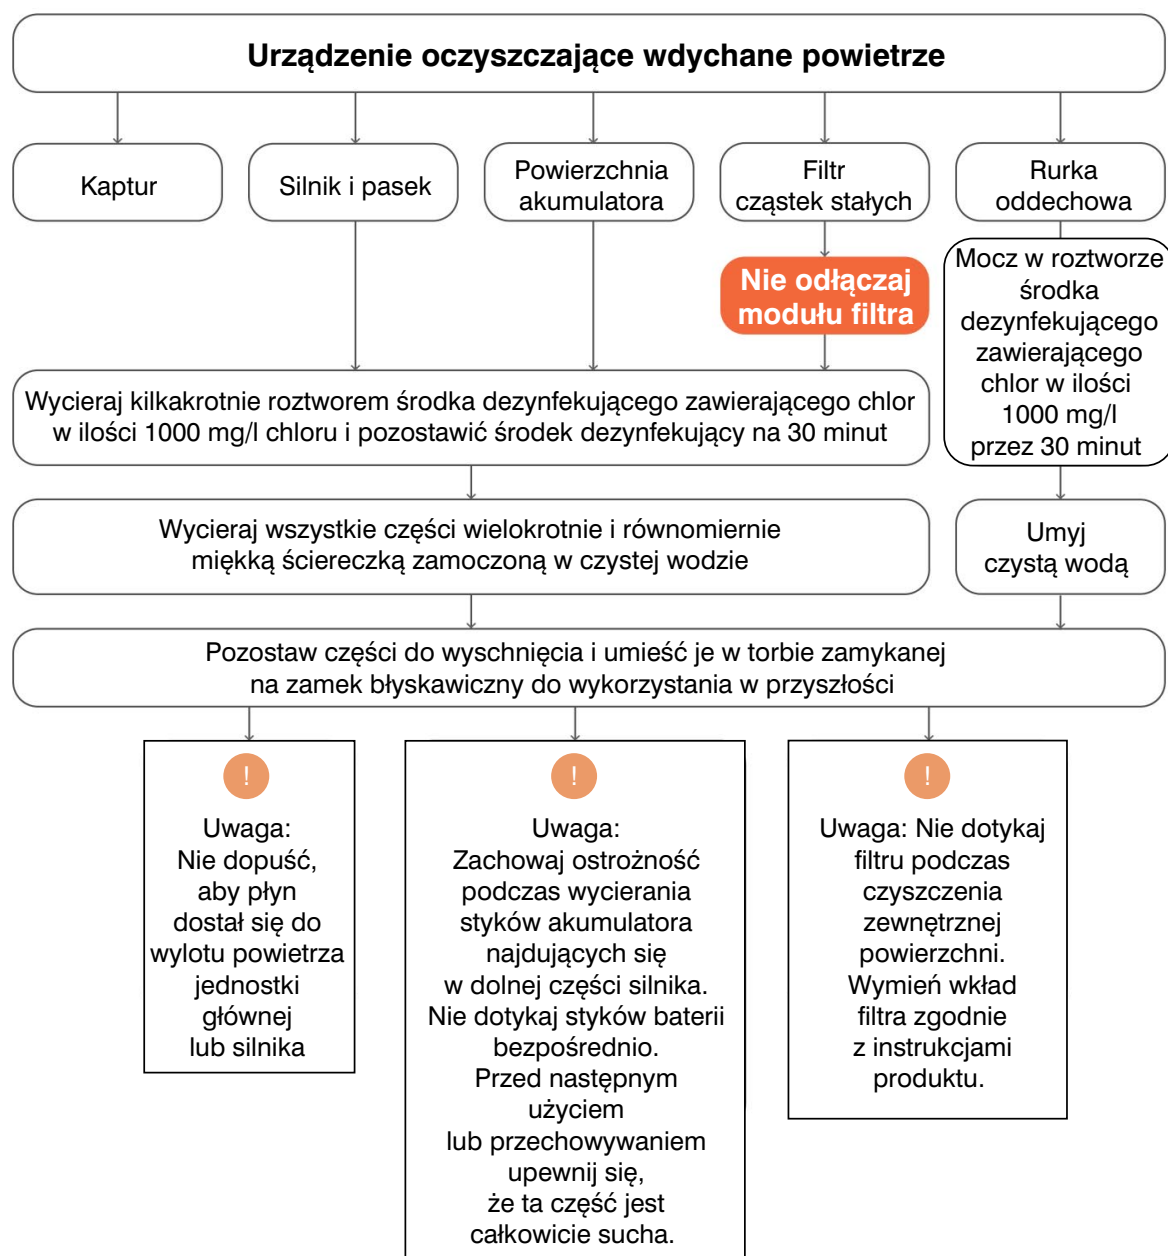 Urządzenie oczyszczające wdychane powietrze
Kaptur
Silnik i pasek
Powierzchnia
akumulatora
Filtr
cząstek stałych
Rurka
oddechowa
Nie odłączaj
modułu filtra
Mocz w roztworze
środka
dezynfekującego
zawierającego
chlor w ilości
1000 mg/l
przez 30 minut
Wycieraj kilkakrotnie roztworem środka dezynfekującego zawierającego chlor
w ilości 1000 mg/l chloru i pozostawić środek dezynfekujący na 30 minut
Wycieraj wszystkie części wielokrotnie i równomiernie
miękką ściereczką zamoczoną w czystej wodzie
Umyj
czystą wodą
Pozostaw części do wyschnięcia i umieść je w torbie zamykanej
na zamek błyskawiczny do wykorzystania w przyszłości
!
Uwaga:
Nie dopuść,
aby płyn
dostał się do
wylotu powietrza
jednostki
głównej
lub silnika
!
Uwaga:
Zachowaj ostrożność
podczas wycierania
styków akumulatora
najdujących się
w dolnej części silnika.
Nie dotykaj styków baterii
bezpośrednio.
Przed następnym
użyciem
lub przechowywaniem
upewnij się,
że ta część jest
całkowicie sucha.
!
Uwaga: Nie dotykaj
filtru podczas
czyszczenia
zewnętrznej
powierzchni.
Wymień wkład
filtra zgodnie
z instrukcjami
produktu.